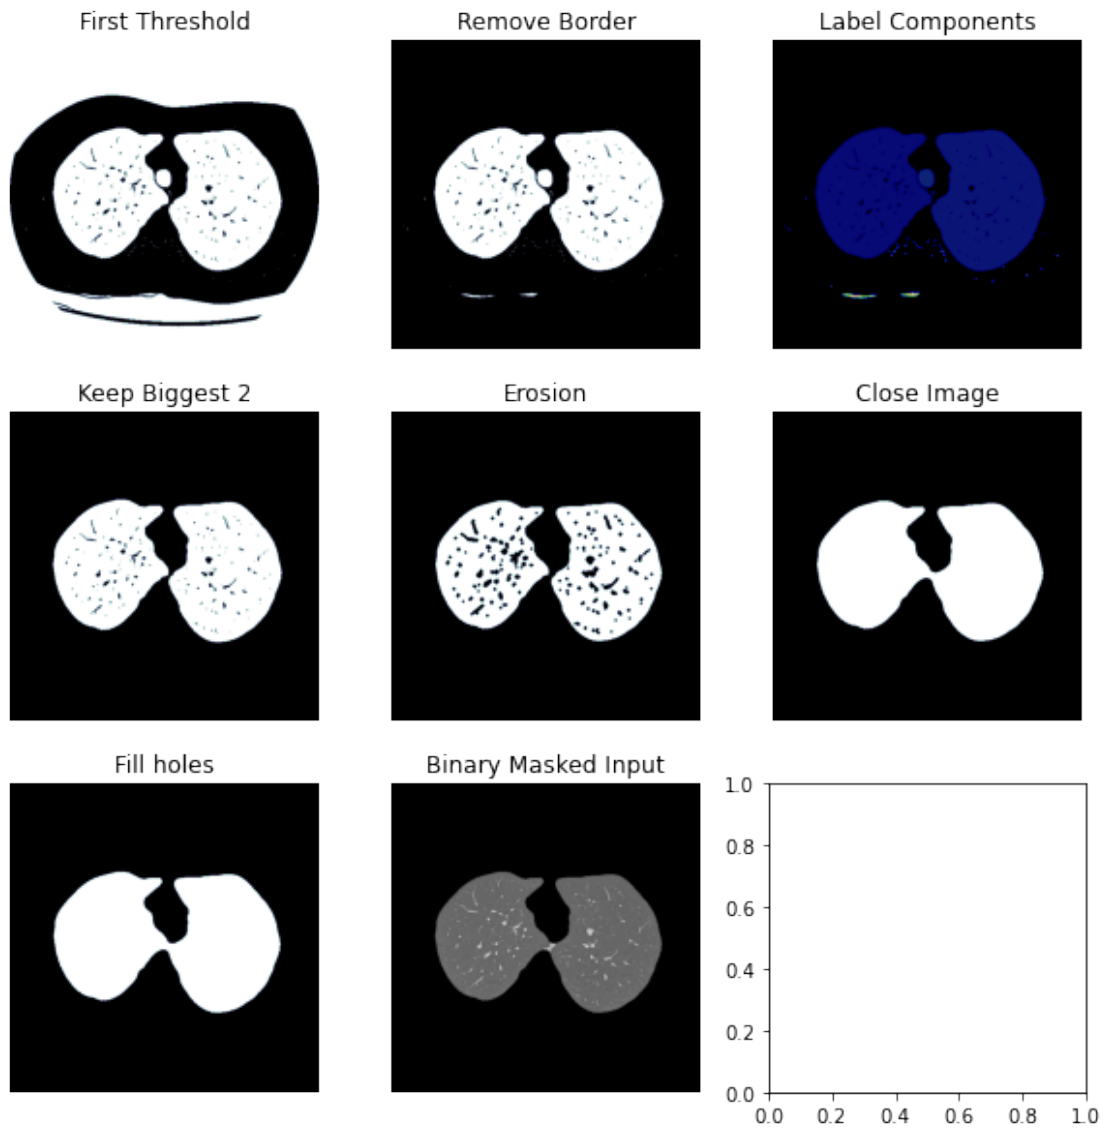 First Threshold
Remove Border
Label Components
Keep Biggest 2
Erosion
Close Image
Fill holes
Binary Masked Input
1.0
0.8
0.6
0.4
0.2
0.0
0.0 0.2 0.4 0.6 0.8 1.0